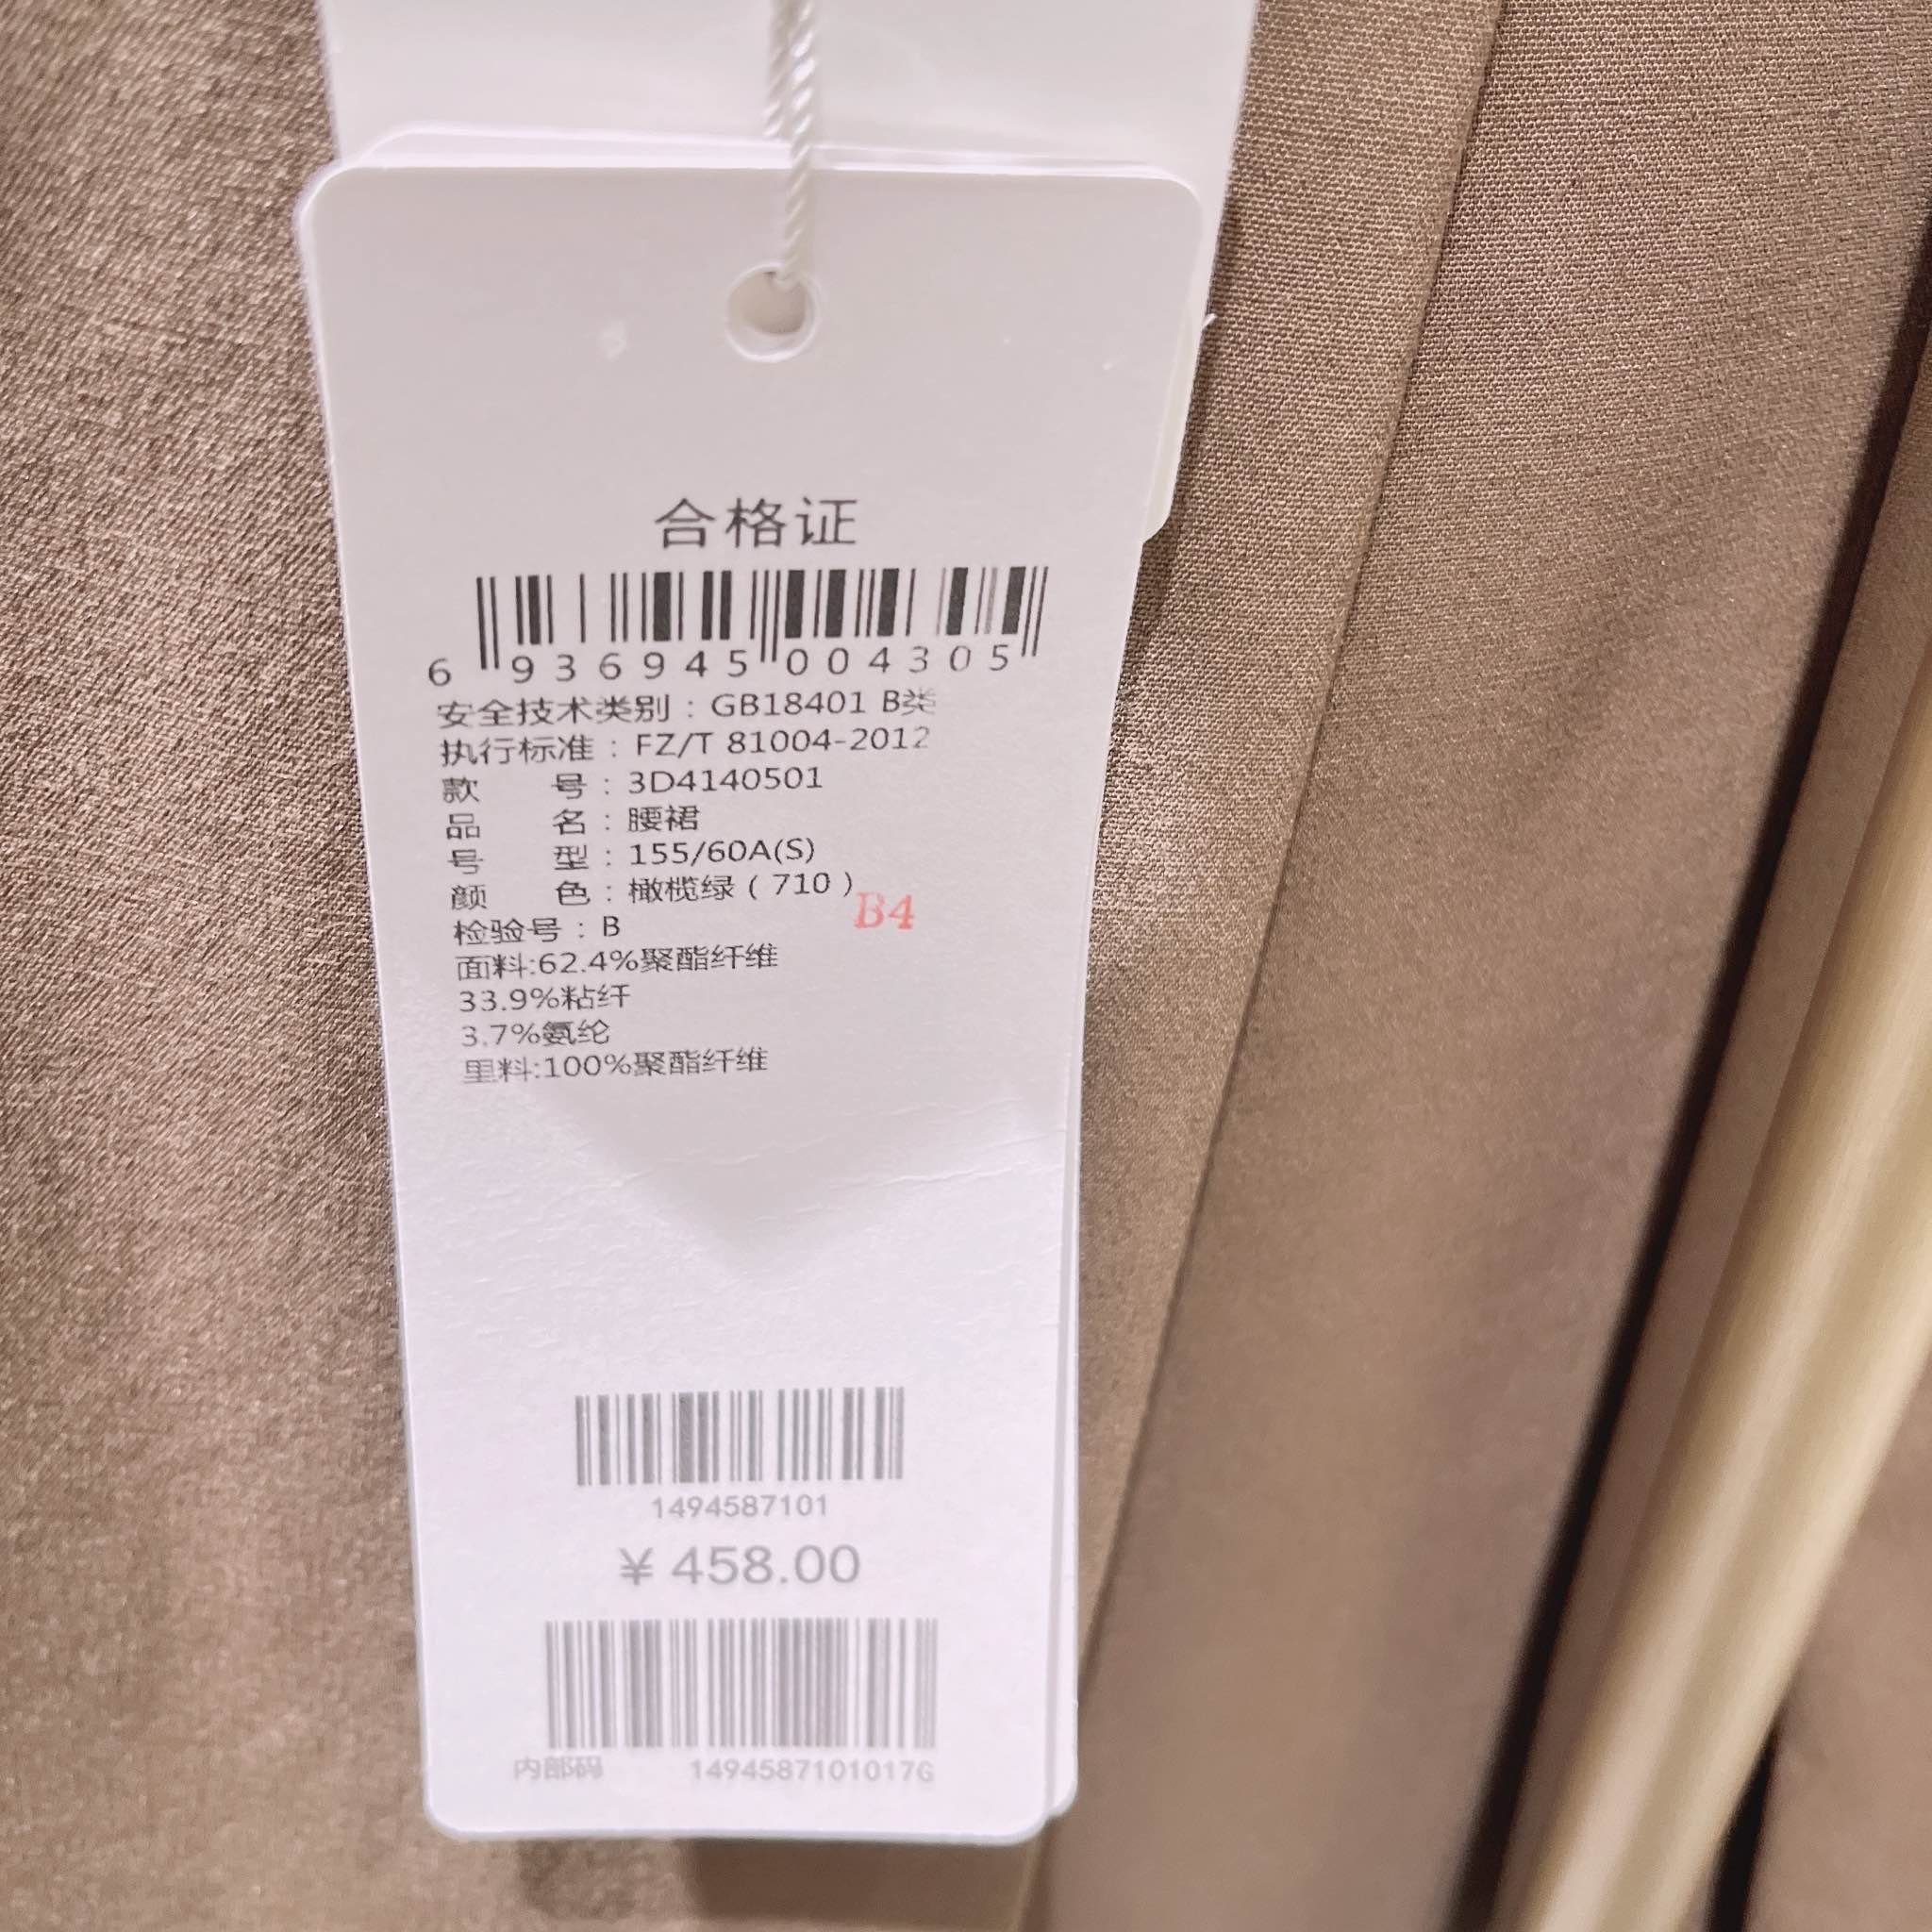 合格证
6 936945 004305
安全技术类别：GB18401 B类
执行标准：FZ/T 81004-2012
款　　号：3D4140501
品　　名：腰裙
号　　型：155/60A(S)
颜　　色：橄榄绿（710）
B4
检验号：B
面料:62.4%聚酯纤维
33.9%粘纤
3.7%氨纶
里料:100%聚酯纤维
1494587101
¥ 458.00
内部码 1494587101017G